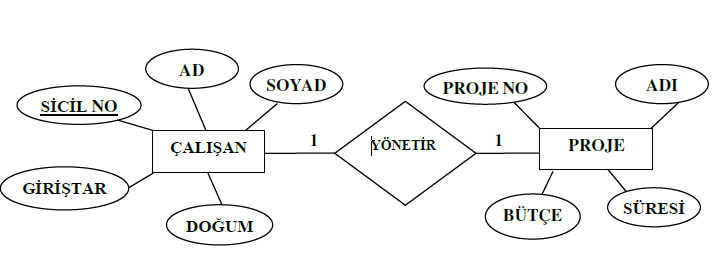 AD
SOYAD
SİCİL NO
PROJE NO
ADI
ÇALIŞAN
1
YÖNETİR
1
PROJE
GİRİŞTAR
DOĞUM
BÜTÇE
SÜRESİ